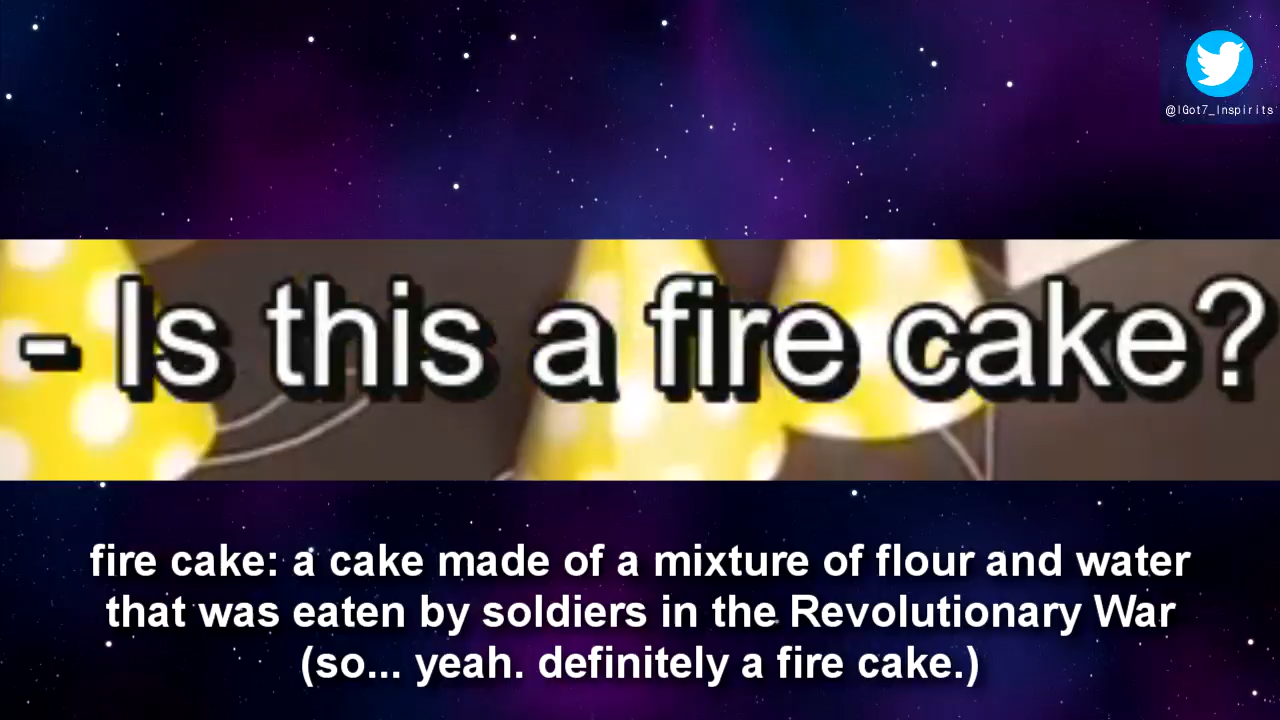 @IGot7_Inspirits
- Is this a fire cake?
fire cake: a cake made of a mixture of flour and water
that was eaten by soldiers in the Revolutionary War
(so... yeah. definitely a fire cake.)